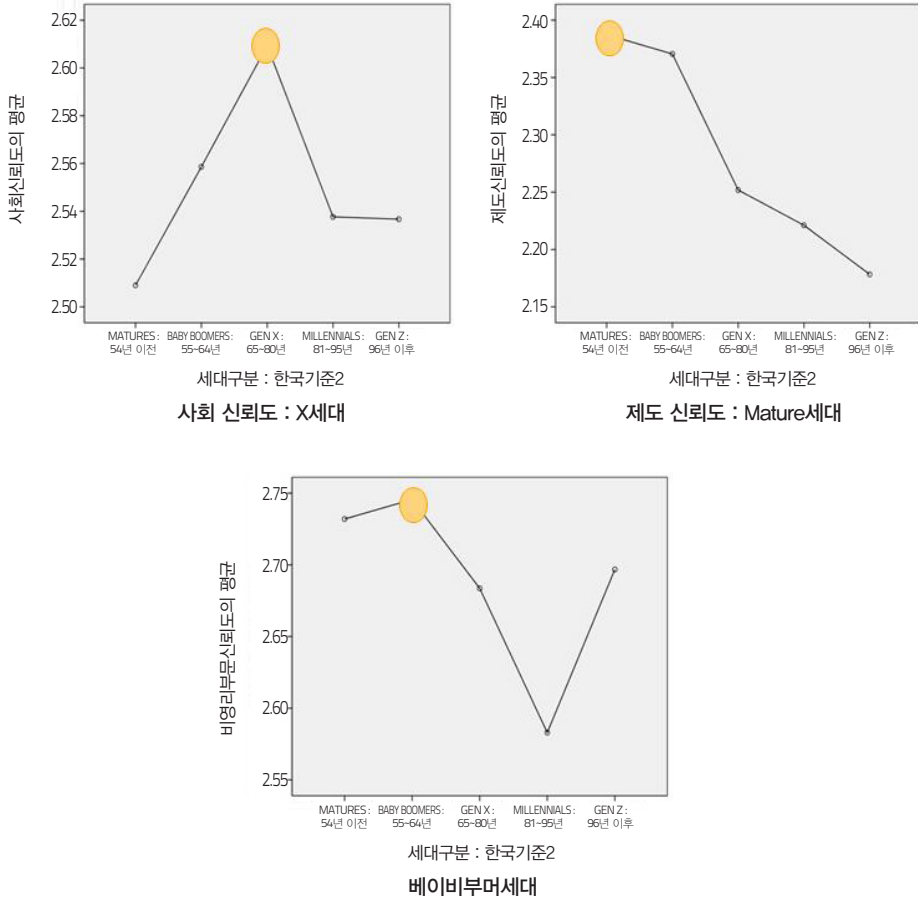 사회신뢰도의 평균
2.62
2.60
2.58
2.56
2.54
2.52
2.50
MATURES : BABY BOOMERS : GEN X : MILLENNIALS : GEN Z :
54년 이전 55~64년 65~80년 81~95년 96년 이후
세대구분 : 한국기준2
사회 신뢰도 : X세대
제도신뢰도의 평균
2.40
2.35
2.30
2.25
2.20
2.15
MATURES : BABY BOOMERS : GEN X : MILLENNIALS : GEN Z :
54년 이전 55~64년 65~80년 81~95년 96년 이후
세대구분 : 한국기준2
제도 신뢰도 : Mature세대
비영리부문신뢰도의 평균
2.75
2.70
2.65
2.60
2.55
MATURES : BABY BOOMERS : GEN X : MILLENNIALS : GEN Z :
54년 이전 55~64년 65~80년 81~95년 96년 이후
세대구분 : 한국기준2
베이비부머세대